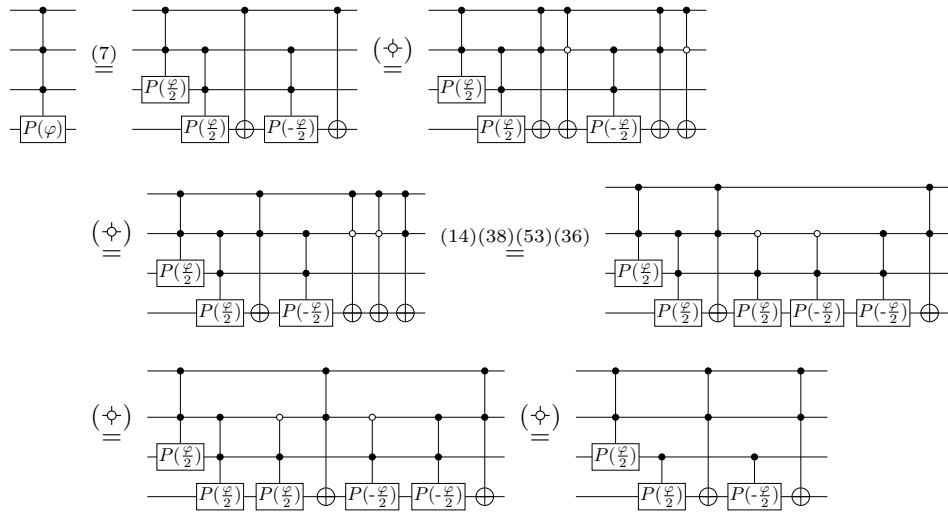 (7) (-◇-) 
= =
P(φ/2) P(φ/2)
P(φ) P(φ/2) P(-φ/2) P(φ/2) P(-φ/2)
(-◇-) (14)(38)(53)(36)
= =
P(φ/2) P(φ/2)
P(φ/2) P(-φ/2) P(φ/2) P(φ/2) P(-φ/2) P(-φ/2)
(-◇-) (-◇-)
= =
P(φ/2) P(φ/2)
P(φ/2) P(φ/2) P(-φ/2) P(-φ/2) P(φ/2) P(-φ/2)